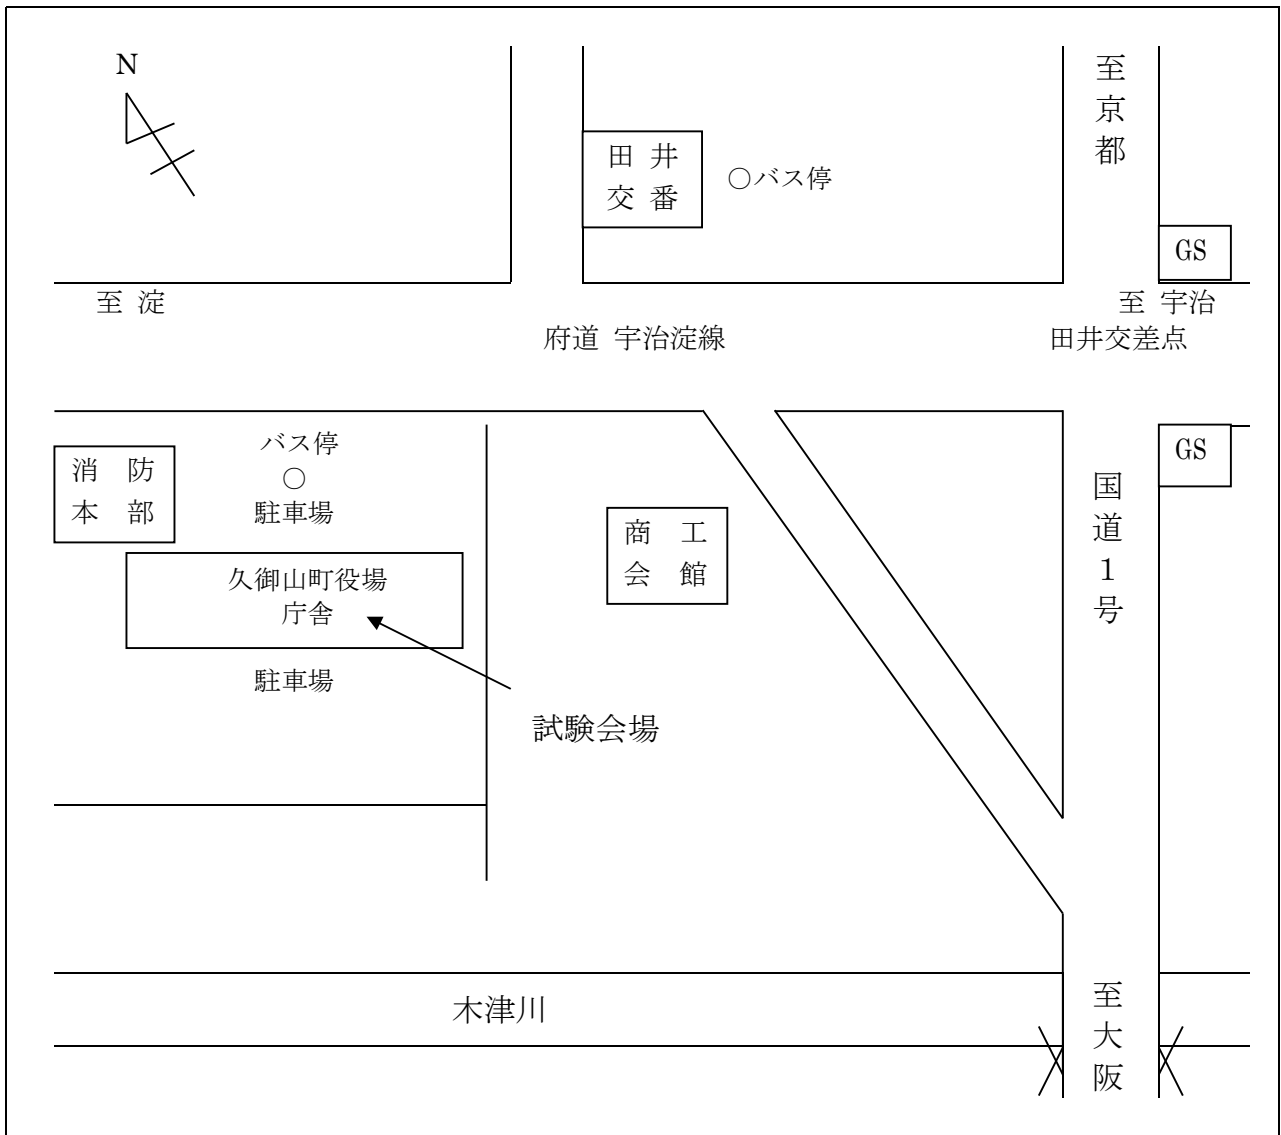 N
至京都
田 井
交 番
○バス停
GS
至 淀
至 宇治
府道 宇治淀線
田井交差点
バス停
○
駐車場
消 防
本 部
GS
国道1号
商 工
会 館
久御山町役場
庁舎
駐車場
試験会場
木津川
至大阪